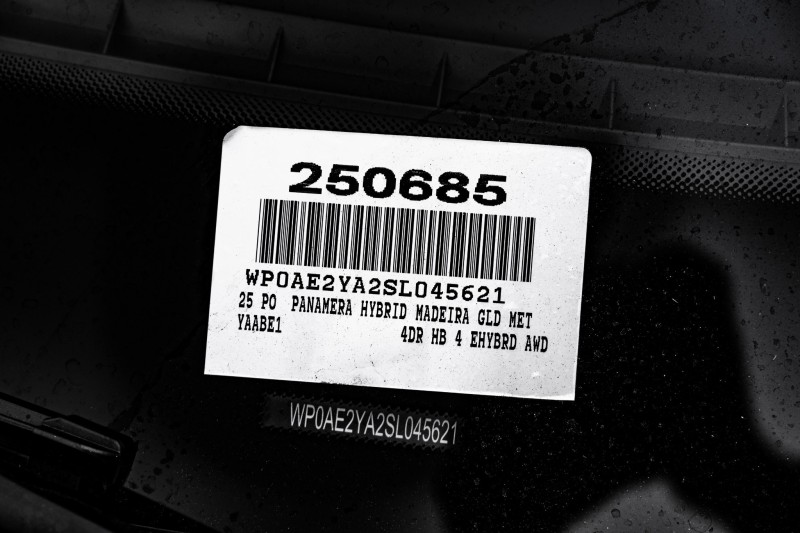 250685
WP0AE2YA2SL045621
25 PO PANAMERA HYBRID MADEIRA GLD MET
YAABE1 4DR HB 4 EHYBRD AWD
WP0AE2YA2SL045621